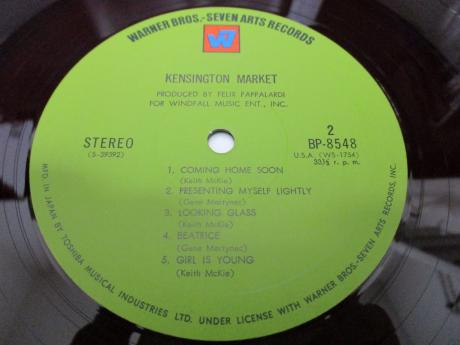 WARNER BROS.-SEVEN ARTS RECORDS
W7
KENSINGTON MARKET
PRODUCED BY FELIX PAPPALARDI
FOR WINDFALL MUSIC ENT., INC.
STEREO
(S-39392)
2
BP-8548
U.S.A. (WS-1754)
33⅓ r. p. m.
1. COMING HOME SOON
(Keith McKie)
2. PRESENTING MYSELF LIGHTLY
(Gene Martynec)
3. LOOKING GLASS
(Keith McKie)
4. BEATRICE
(Gene Martynec)
5. GIRL IS YOUNG
(Keith McKie)
MFD. IN JAPAN BY TOSHIBA MUSICAL INDUSTRIES LTD. UNDER LICENSE WITH WARNER BROS.-SEVEN ARTS RECORDS, INC.